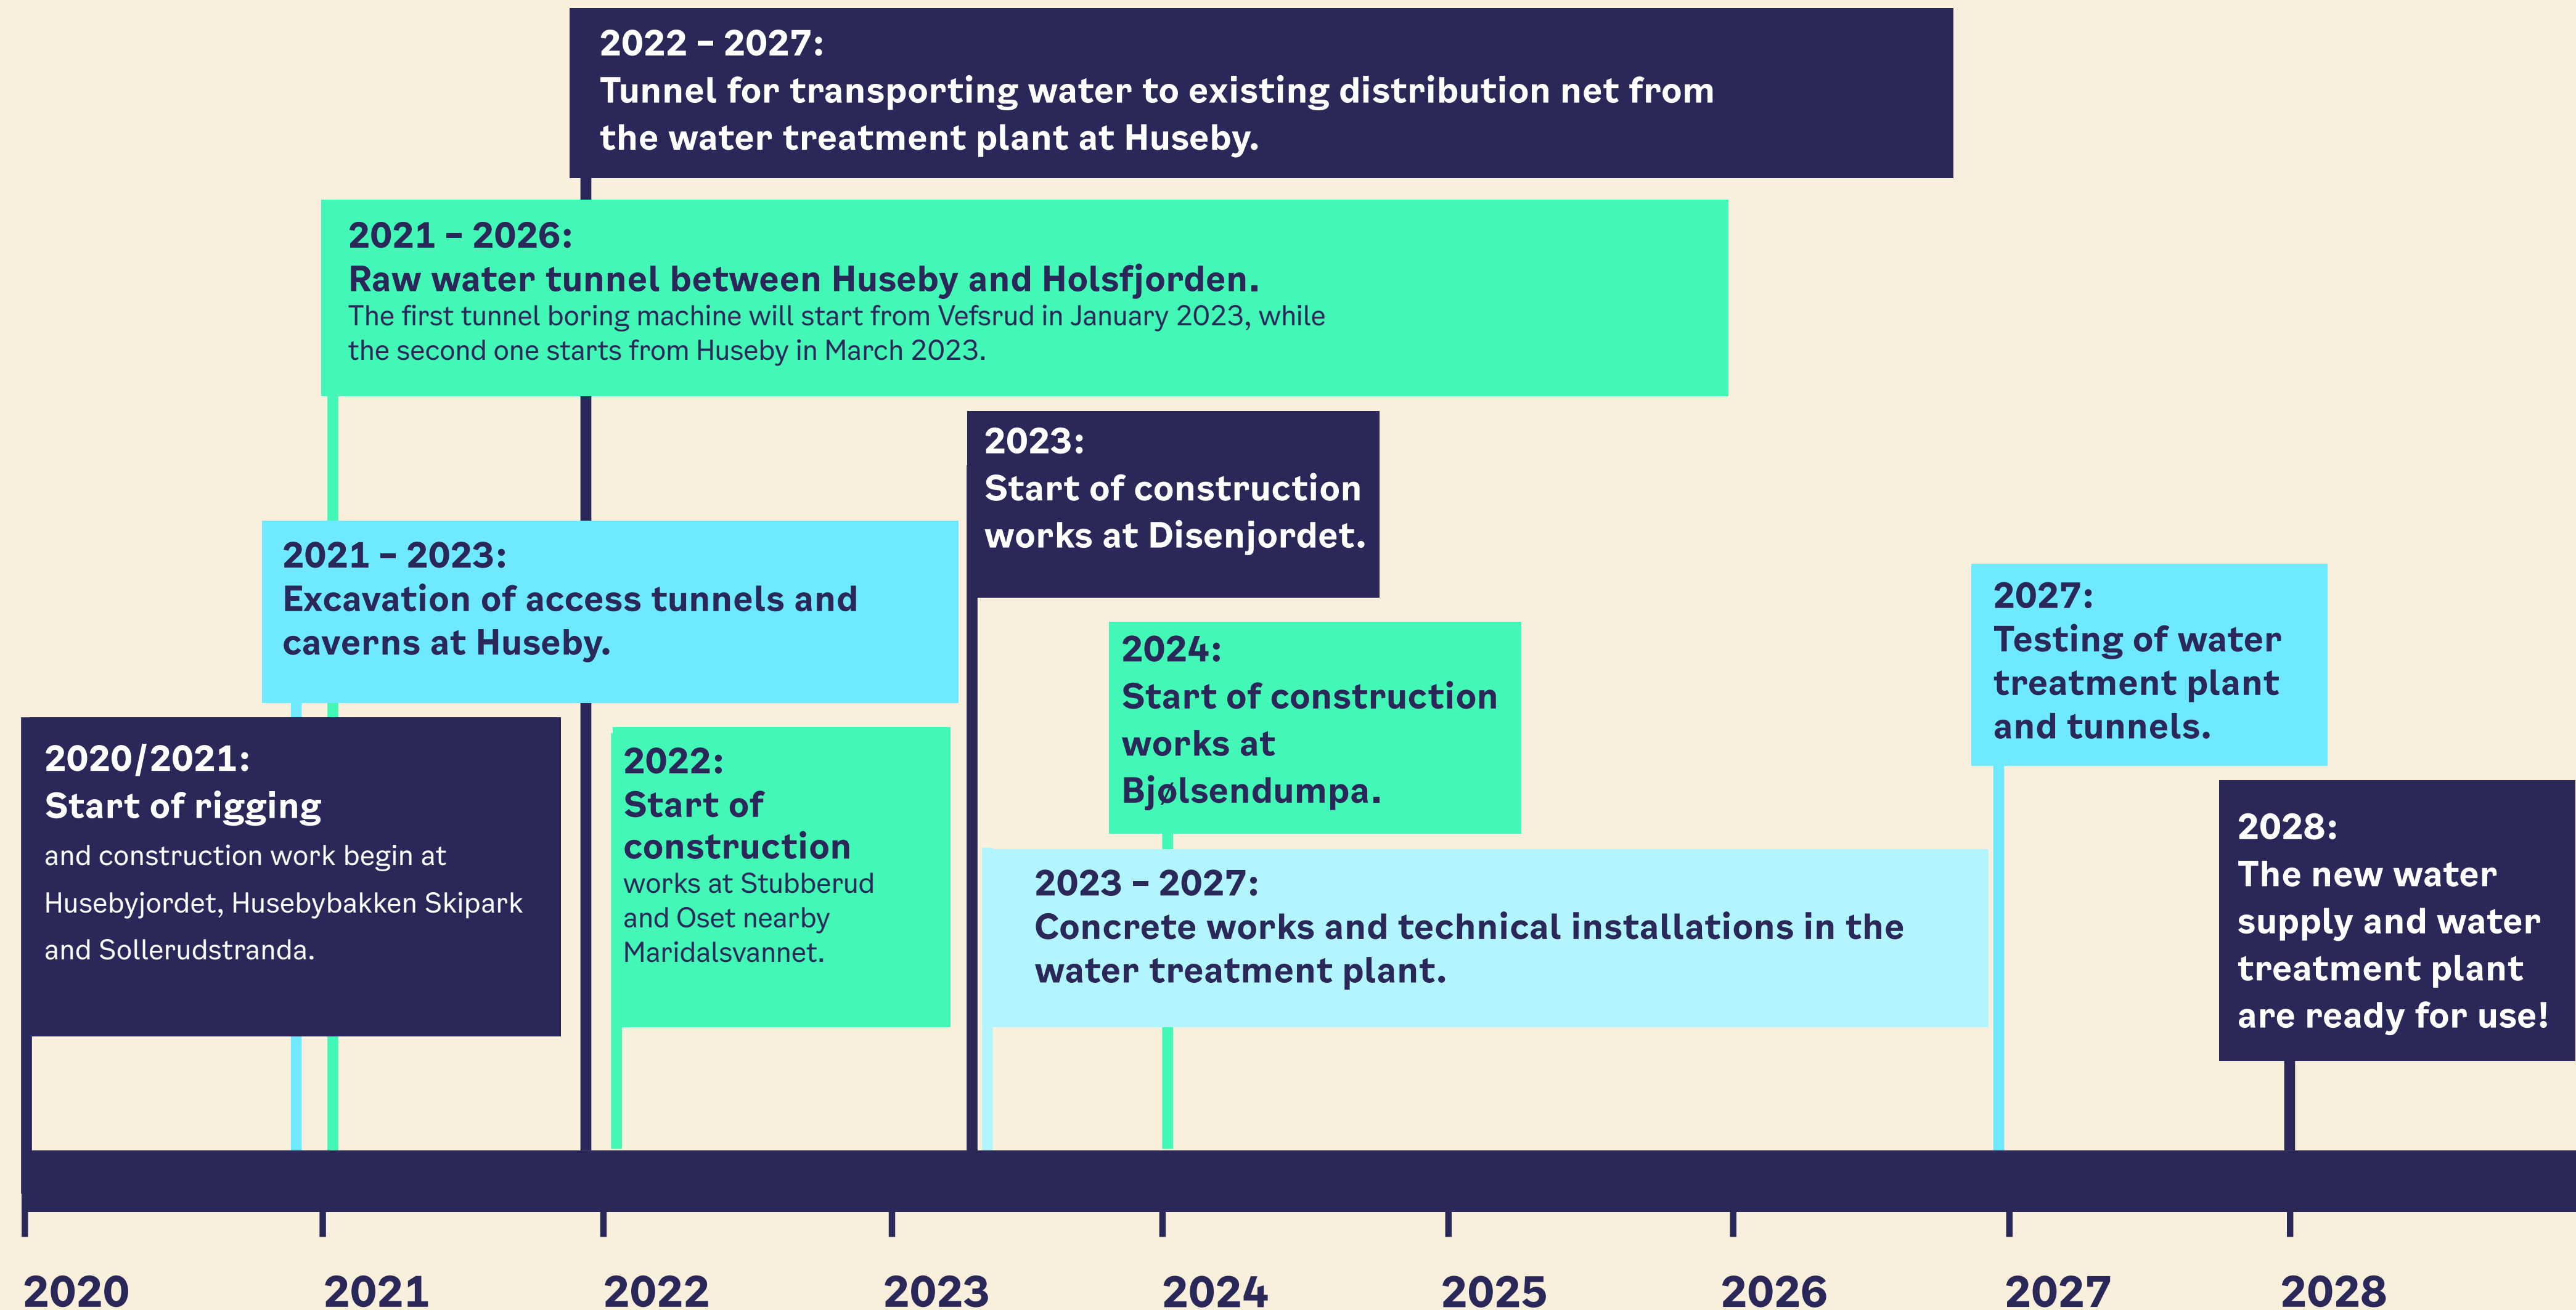 2022 – 2027:
Tunnel for transporting water to existing distribution net from
the water treatment plant at Huseby.
2021 – 2026:
Raw water tunnel between Huseby and Holsfjorden.
The first tunnel boring machine will start from Vefsrud in January 2023, while
the second one starts from Huseby in March 2023.
2023:
Start of construction
works at Disenjordet.
2021 – 2023:
Excavation of access tunnels and
caverns at Huseby.
2027:
Testing of water
treatment plant
and tunnels.
2024:
Start of construction
works at
Bjølsendumpa.
2020/2021:
Start of rigging
and construction work begin at
Husebyjordet, Husebybakken Skipark
and Sollerudstranda.
2022:
Start of
construction
works at Stubberud
and Oset nearby
Maridalsvannet.
2023 – 2027:
Concrete works and technical installations in the
water treatment plant.
2028:
The new water
supply and water
treatment plant
are ready for use!
2020 2021 2022 2023 2024 2025 2026 2027 2028